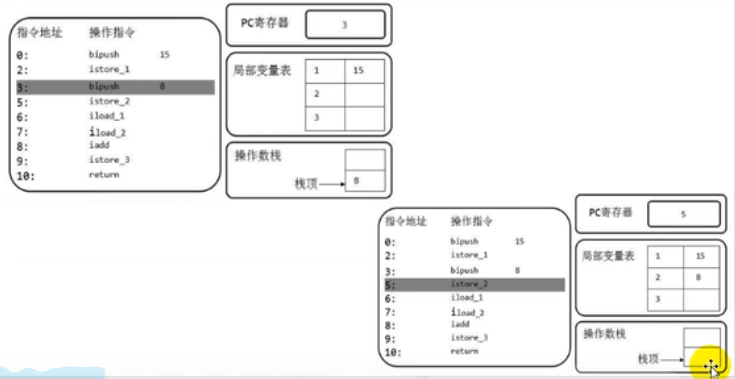 指令地址 操作指令
0: bipush 15
2: istore_1
3: bipush 8
5: istore_2
6: iload_1
7: iload_2
8: iadd
9: istore_3
10: return
PC寄存器 3
局部变量表 1 15
2
3
操作数栈
栈顶 8
指令地址 操作指令
0: bipush 15
2: istore_1
3: bipush 8
5: istore_2
6: iload_1
7: iload_2
8: iadd
9: istore_3
10: return
PC寄存器 5
局部变量表 1 15
2 8
3
操作数栈
栈顶